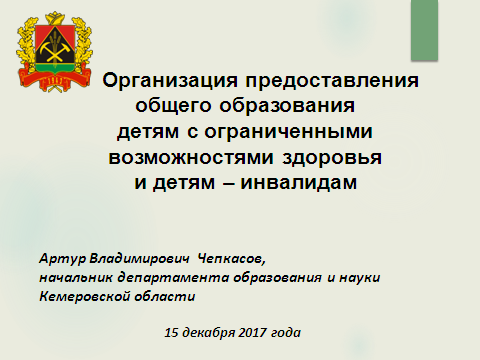 Организация предоставления
общего образования
детям с ограниченными
возможностями здоровья
и детям – инвалидам
Артур Владимирович Чепкасов,
начальник департамента образования и науки
Кемеровской области
15 декабря 2017 года